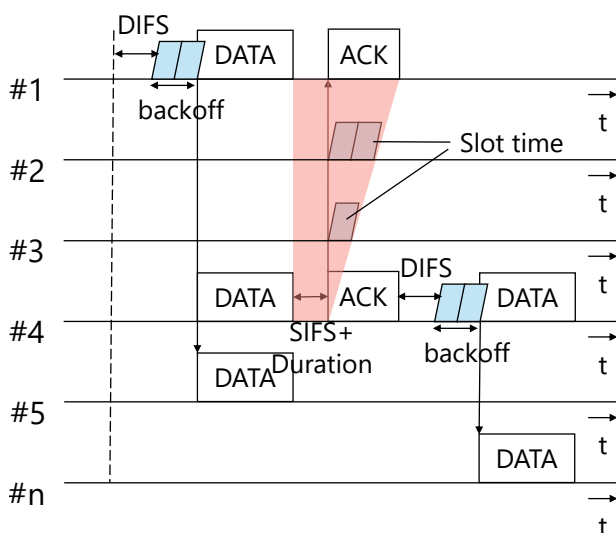 DIFS
DATA
ACK
#1
backoff
t
Slot time
#2
t
#3
t
DIFS
DATA
ACK
DATA
#4
SIFS+
Duration
backoff
t
DATA
#5
t
DATA
#n
t